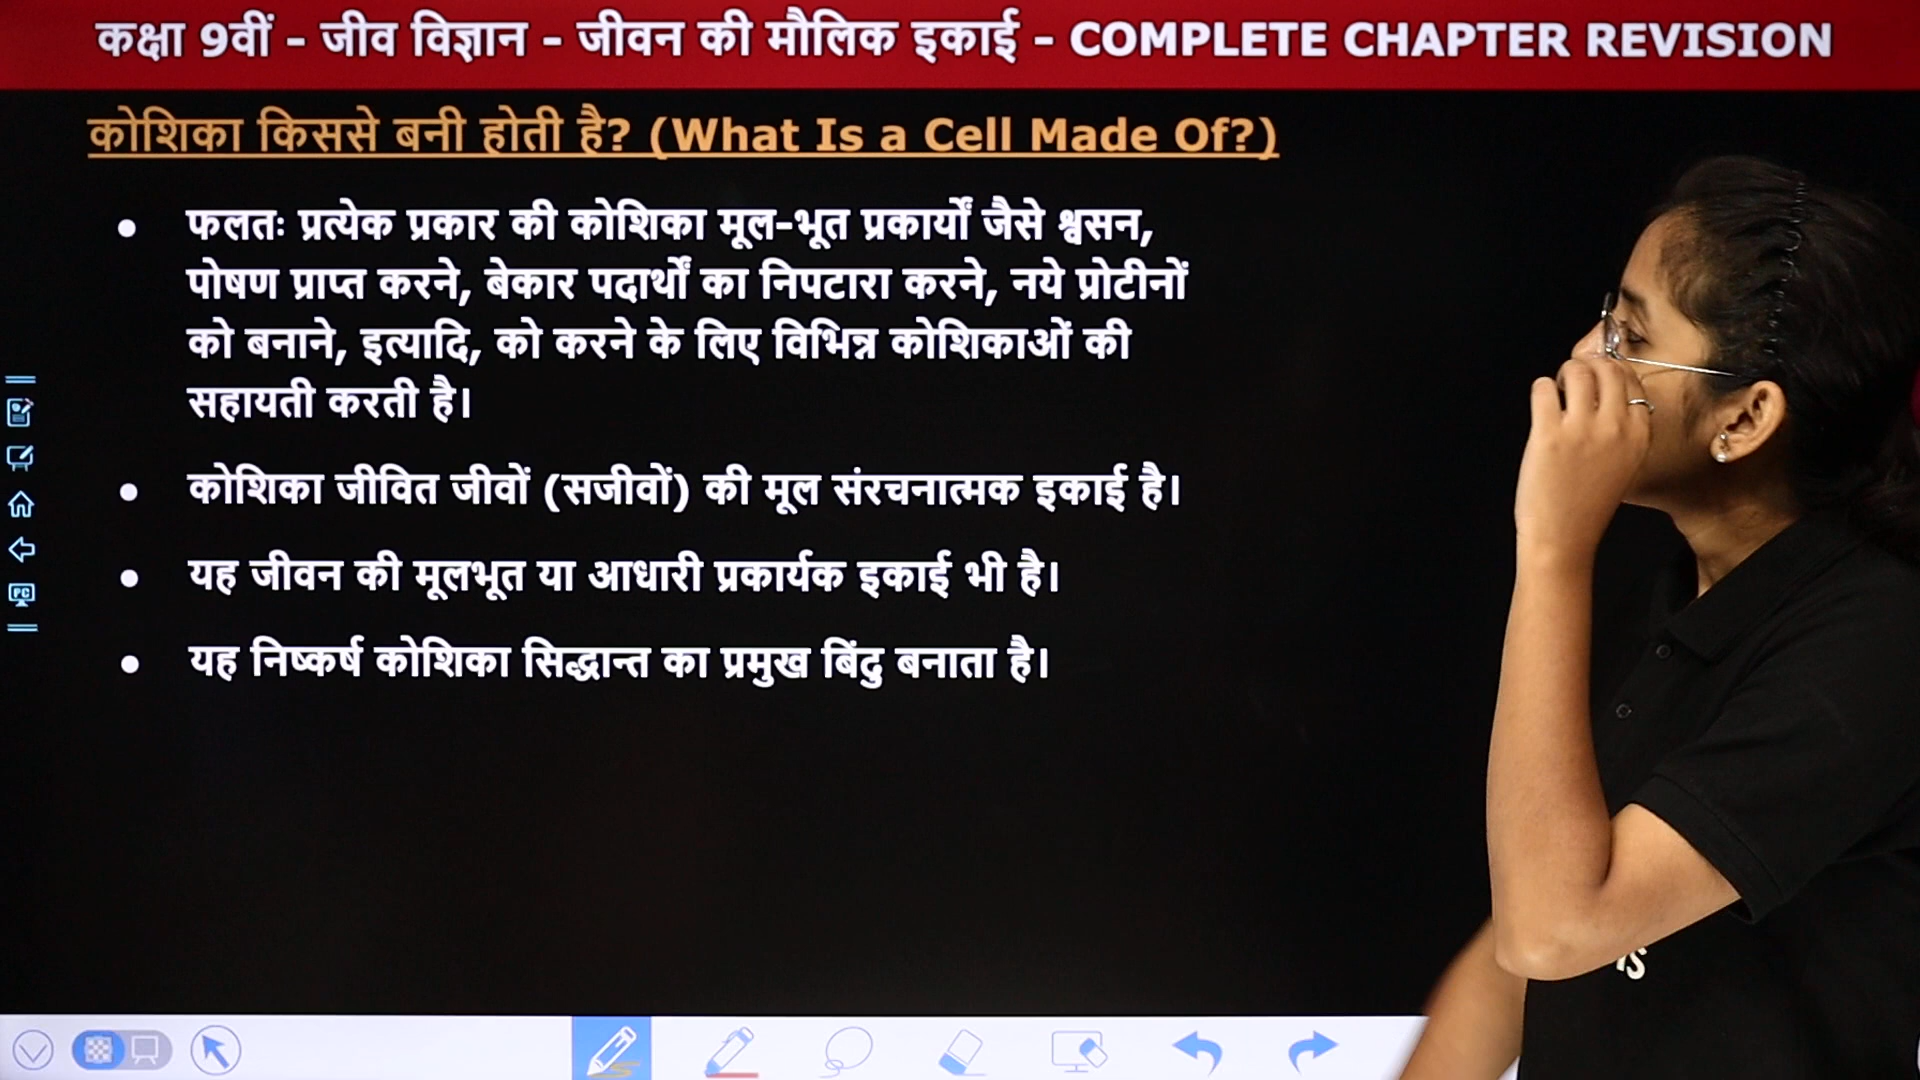 कक्षा 9वीं - जीव विज्ञान - जीवन की मौलिक इकाई - COMPLETE CHAPTER REVISION
कोशिका किससे बनी होती है? (What Is a Cell Made Of?)
• फलतः प्रत्येक प्रकार की कोशिका मूल-भूत प्रकार्यों जैसे श्वसन,
पोषण प्राप्त करने, बेकार पदार्थों का निपटारा करने, नये प्रोटीनों
को बनाने, इत्यादि, को करने के लिए विभिन्न कोशिकाओं की
सहायती करती है।
• कोशिका जीवित जीवों (सजीवों) की मूल संरचनात्मक इकाई है।
• यह जीवन की मूलभूत या आधारी प्रकार्यक इकाई भी है।
• यह निष्कर्ष कोशिका सिद्धान्त का प्रमुख बिंदु बनाता है।
PC